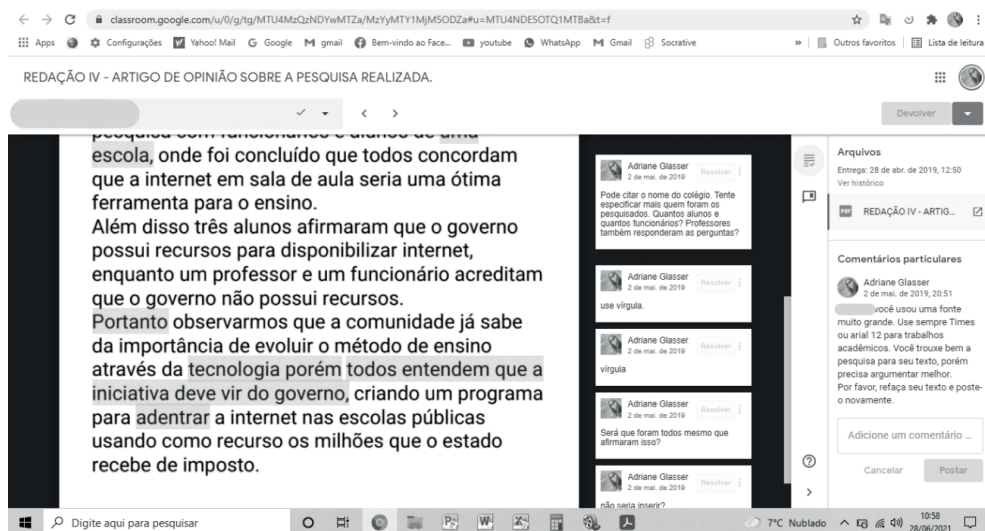 classroom.google.com/u/0/g/tg/MTU4MzQzNDYwMTZa/MzYyMTY1MjM5ODZa#u=MTU4NDE5OTQ1MTBa&t=f
Apps Configurações Yahoo! Mail Google gmail Bem-vindo ao Face... youtube WhatsApp Gmail Socrative » Outros favoritos Lista de leitura
REDAÇÃO IV - ARTIGO DE OPINIÃO SOBRE A PESQUISA REALIZADA.
Devolver
pesquisa com funcionários e alunos de uma
escola, onde foi concluído que todos concordam
que a internet em sala de aula seria uma ótima
ferramenta para o ensino.
Além disso três alunos afirmaram que o governo
possui recursos para disponibilizar internet,
enquanto um professor e um funcionário acreditam
que o governo não possui recursos.
Portanto observarmos que a comunidade já sabe
da importância de evoluir o método de ensino
através da tecnologia porém todos entendem que a
iniciativa deve vir do governo, criando um programa
para adentrar a internet nas escolas públicas
usando como recurso os milhões que o estado
recebe de imposto.
Adriane Glasser
2 de mai. de 2019
Resolver
Pode citar o nome do colégio. Tente
especificar mais quem foram os
pesquisados. Quantos alunos e
quantos funcionários? Professores
também responderam as perguntas?
Adriane Glasser
2 de mai. de 2019
Resolver
use vírgula.
Adriane Glasser
2 de mai. de 2019
Resolver
vírgula
Adriane Glasser
2 de mai. de 2019
Resolver
Será que foram todos mesmo que
afirmaram isso?
Adriane Glasser
2 de mai. de 2019
Resolver
não seria inserir?
Arquivos
Entrega: 28 de abr. de 2019, 12:50
Ver histórico
PDF REDAÇÃO IV - ARTIG...
Comentários particulares
Adriane Glasser
2 de mai. de 2019, 20:51
você usou uma fonte
muito grande. Use sempre Times
ou arial 12 para trabalhos
acadêmicos. Você trouxe bem a
pesquisa para seu texto, porém
precisa argumentar melhor.
Por favor, refaça seu texto e poste-
o novamente.
Adicione um comentário ...
Cancelar Postar
Digite aqui para pesquisar
7°C Nublado
10:58
28/06/2021